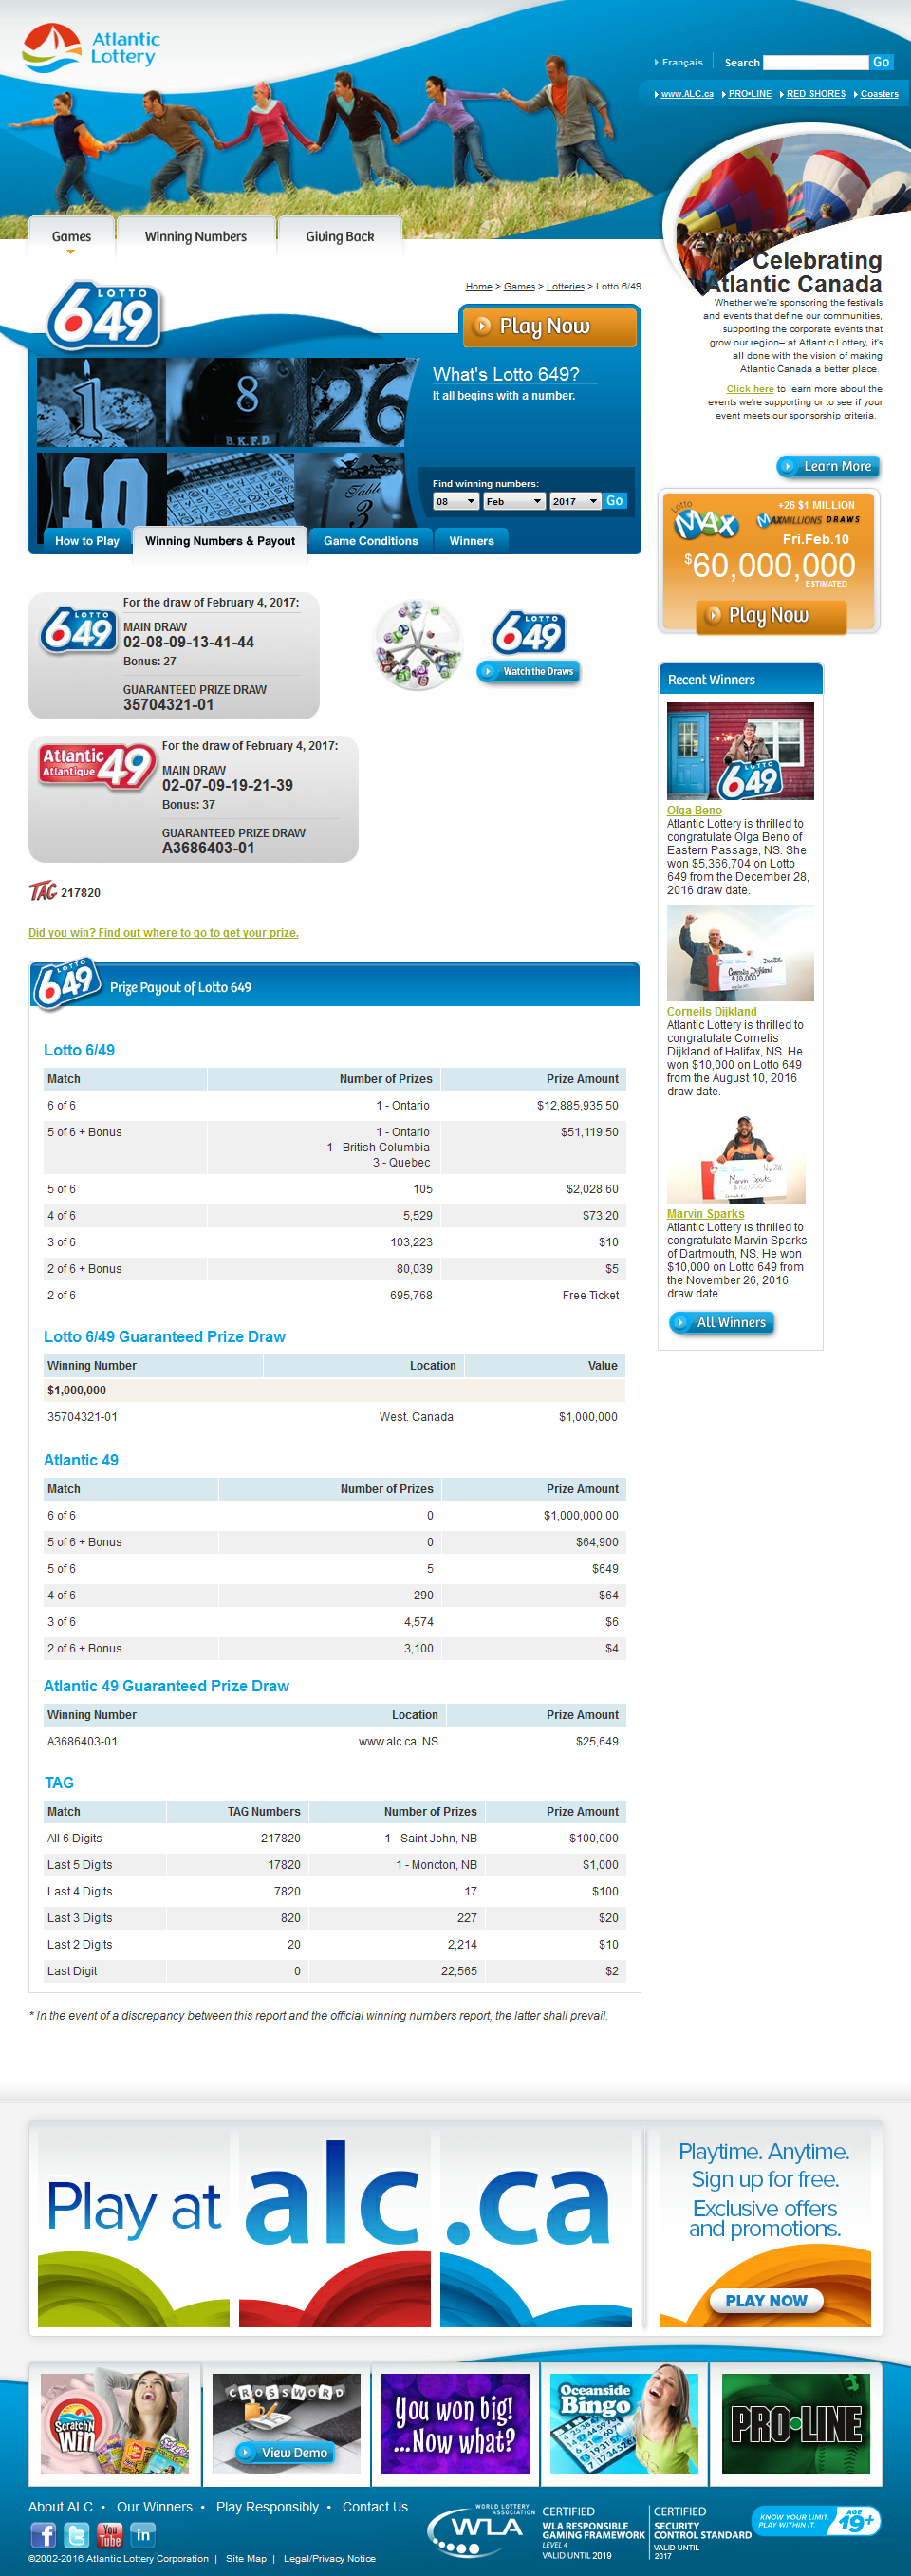 Atlantic
Lottery
Français
Search
Go
www.ALC.ca
PRO•LINE
RED SHORES
Coasters
Games
Winning Numbers
Giving Back
Celebrating
Atlantic Canada
Whether we're sponsoring the festivals
and events that define our communities,
supporting the corporate events that
grow our region– at Atlantic Lottery, it's
all done with the vision of making
Atlantic Canada a better place.
Click here to learn more about the
events we're supporting or to see if your
event meets our sponsorship criteria.
Learn More
Home > Games > Lotteries > Lotto 6/49
LOTTO
649
Play Now
What's Lotto 649?
It all begins with a number.
1
8
B.K.F.D.
26
10
Table
3
Find winning numbers:
08
Feb
2017
Go
How to Play
Winning Numbers & Payout
Game Conditions
Winners
Lotto
MAX
+26 $1 MILLION
MAXMILLIONS DRAWS
Fri.Feb.10
$60,000,000
ESTIMATED
Play Now
LOTTO
649
For the draw of February 4, 2017:
MAIN DRAW
02-08-09-13-41-44
Bonus: 27
GUARANTEED PRIZE DRAW
35704321-01
LOTTO
649
Watch the Draws
Atlantic
Atlantique
49
For the draw of February 4, 2017:
MAIN DRAW
02-07-09-19-21-39
Bonus: 37
GUARANTEED PRIZE DRAW
A3686403-01
TAG 217820
Did you win? Find out where to go to get your prize.
Recent Winners
LOTTO
649
Olga Beno
Atlantic Lottery is thrilled to
congratulate Olga Beno of
Eastern Passage, NS. She
won $5,366,704 on Lotto
649 from the December 28,
2016 draw date.
Cornelis Dijkland
$10,000
Corneils Dijkland
Atlantic Lottery is thrilled to
congratulate Cornelis
Dijkland of Halifax, NS. He
won $10,000 on Lotto 649
from the August 10, 2016
draw date.
Marvin Sparks
Marvin Sparks
Atlantic Lottery is thrilled to
congratulate Marvin Sparks
of Dartmouth, NS. He won
$10,000 on Lotto 649 from
the November 26, 2016
draw date.
All Winners
LOTTO
649
Prize Payout of Lotto 649
Lotto 6/49
Match Number of Prizes Prize Amount
6 of 6 1 - Ontario $12,885,935.50
5 of 6 + Bonus 1 - Ontario $51,119.50
1 - British Columbia
3 - Quebec
5 of 6 105 $2,028.60
4 of 6 5,529 $73.20
3 of 6 103,223 $10
2 of 6 + Bonus 80,039 $5
2 of 6 695,768 Free Ticket
Lotto 6/49 Guaranteed Prize Draw
Winning Number Location Value
$1,000,000
35704321-01 West. Canada $1,000,000
Atlantic 49
Match Number of Prizes Prize Amount
6 of 6 0 $1,000,000.00
5 of 6 + Bonus 0 $64,900
5 of 6 5 $649
4 of 6 290 $64
3 of 6 4,574 $6
2 of 6 + Bonus 3,100 $4
Atlantic 49 Guaranteed Prize Draw
Winning Number Location Prize Amount
A3686403-01 www.alc.ca, NS $25,649
TAG
Match TAG Numbers Number of Prizes Prize Amount
All 6 Digits 217820 1 - Saint John, NB $100,000
Last 5 Digits 17820 1 - Moncton, NB $1,000
Last 4 Digits 7820 17 $100
Last 3 Digits 820 227 $20
Last 2 Digits 20 2,214 $10
Last Digit 0 22,565 $2
* In the event of a discrepancy between this report and the official winning numbers report, the latter shall prevail.
Play at alc.ca
Playtime. Anytime.
Sign up for free.
Exclusive offers
and promotions.
PLAY NOW
Scratch'N
Win
CROSSWORD
View Demo
You won big!
...Now what?
Oceanside
Bingo
PRO•LINE
About ALC • Our Winners • Play Responsibly • Contact Us
You
Tube
in
©2002-2016 Atlantic Lottery Corporation | Site Map | Legal/Privacy Notice
WORLD LOTTERY
ASSOCIATION
WLA
CERTIFIED
WLA RESPONSIBLE
GAMING FRAMEWORK
LEVEL 4
VALID UNTIL 2019
CERTIFIED
SECURITY
CONTROL STANDARD
VALID UNTIL
2017
KNOW YOUR LIMIT.
PLAY WITHIN IT.
AGE
19+